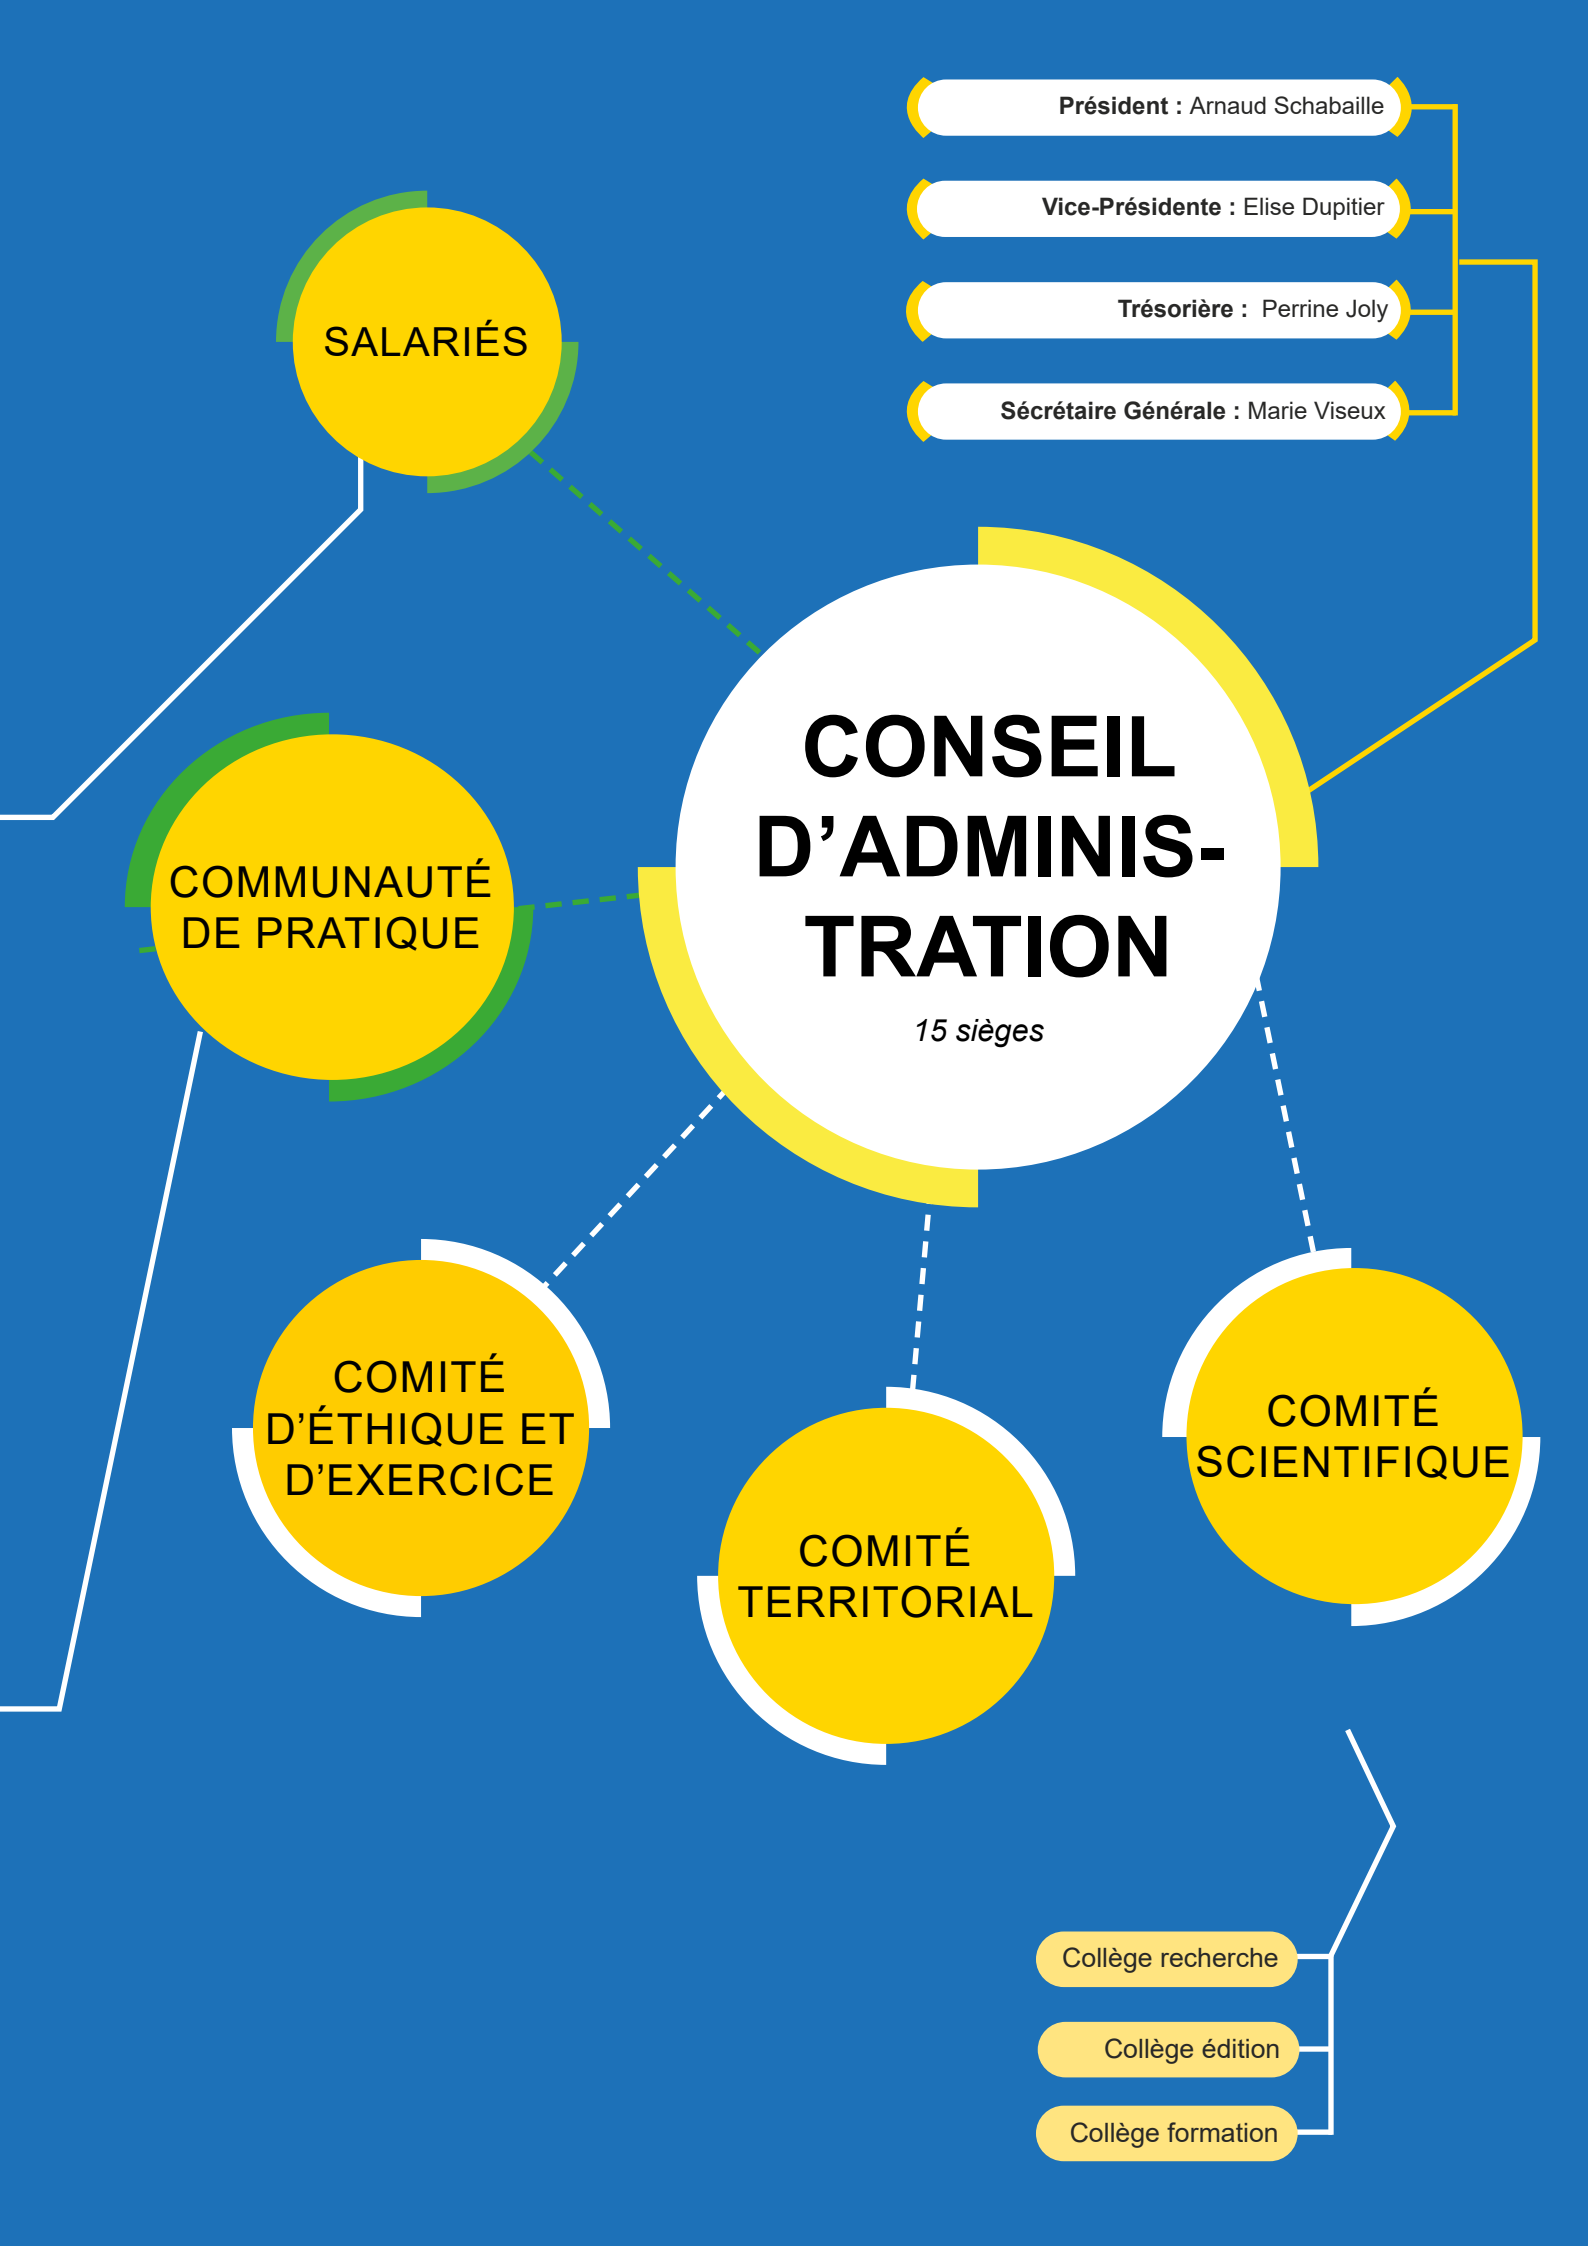 Président : Arnaud Schabaille
Vice-Présidente : Elise Dupitier
Trésorière : Perrine Joly
Sécrétaire Générale : Marie Viseux
SALARIÉS
CONSEIL
D’ADMINIS-
TRATION
15 sièges
COMMUNAUTÉ
DE PRATIQUE
COMITÉ
D’ÉTHIQUE ET
D’EXERCICE
COMITÉ
TERRITORIAL
COMITÉ
SCIENTIFIQUE
Collège recherche
Collège édition
Collège formation